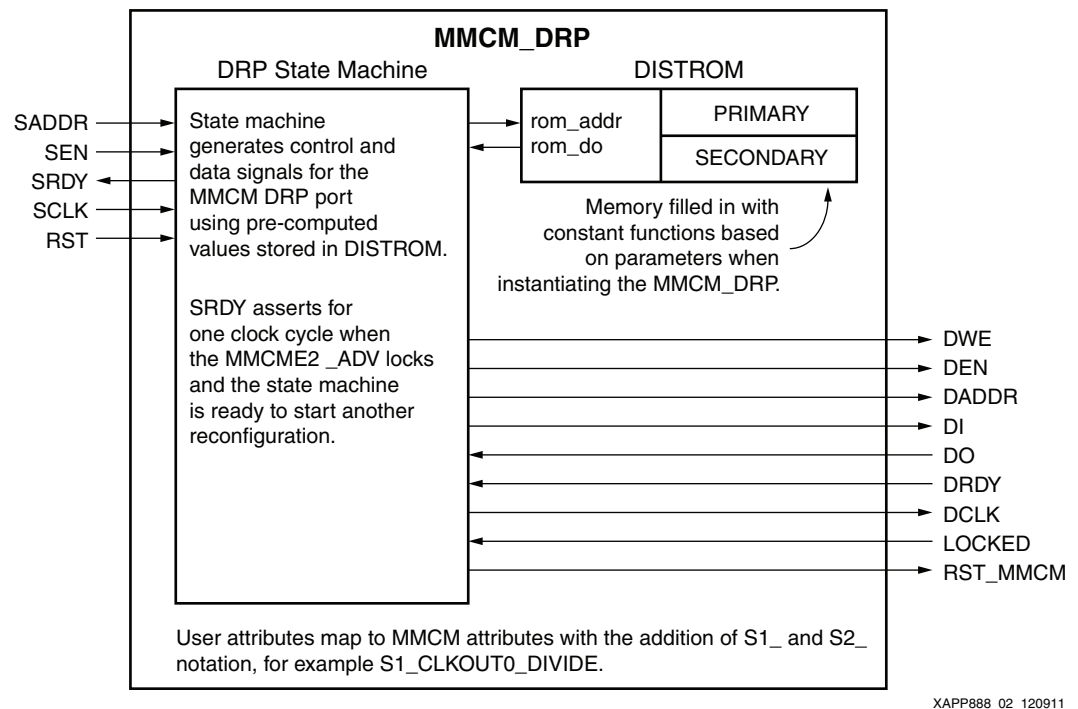 MMCM_DRP
DRP State Machine
DISTROM
SADDR
SEN
SRDY
SCLK
RST
State machine
generates control and
data signals for the
MMCM DRP port
using pre-computed
values stored in DISTROM.
SRDY asserts for
one clock cycle when
the MMCME2 _ADV locks
and the state machine
is ready to start another
reconfiguration.
rom_addr
rom_do
PRIMARY
SECONDARY
Memory filled in with
constant functions based
on parameters when
instantiating the MMCM_DRP.
DWE
DEN
DADDR
DI
DO
DRDY
DCLK
LOCKED
RST_MMCM
User attributes map to MMCM attributes with the addition of S1_ and S2_
notation, for example S1_CLKOUT0_DIVIDE.
XAPP888_02_120911